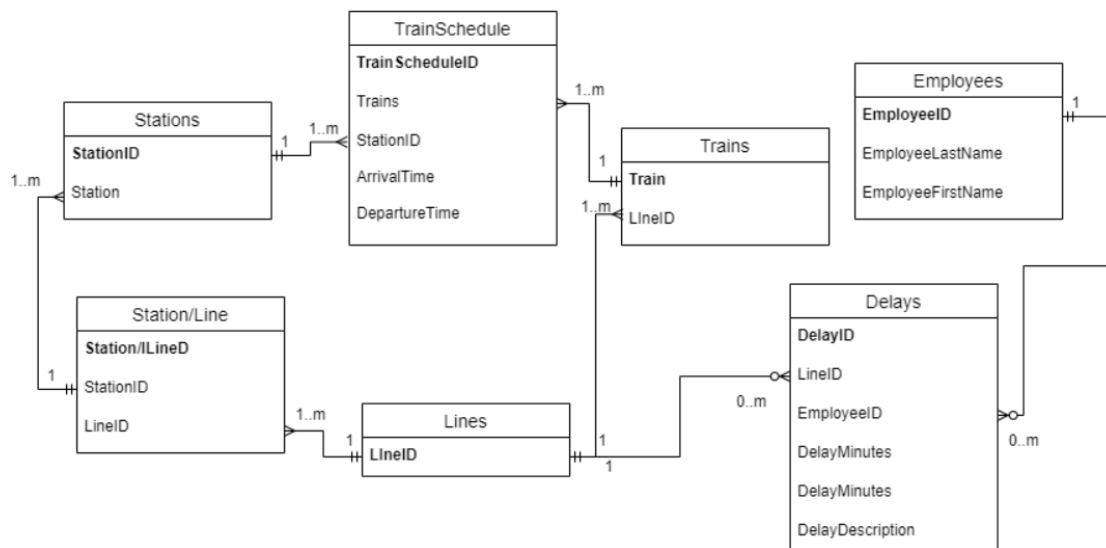 TrainSchedule
TrainScheduleID
Trains
StationID
ArrivalTime
DepartureTime
1..m
1..m
Stations
StationID
Station
1
1..m
Employees
EmployeeID
EmployeeLastName
EmployeeFirstName
1
Trains
Train
LIneID
1
1..m
Station/Line
Station/ILineD
StationID
LineID
1
1..m
Lines
LIneID
1
1
1
Delays
DelayID
LineID
EmployeeID
DelayMinutes
DelayMinutes
DelayDescription
0..m
0..m